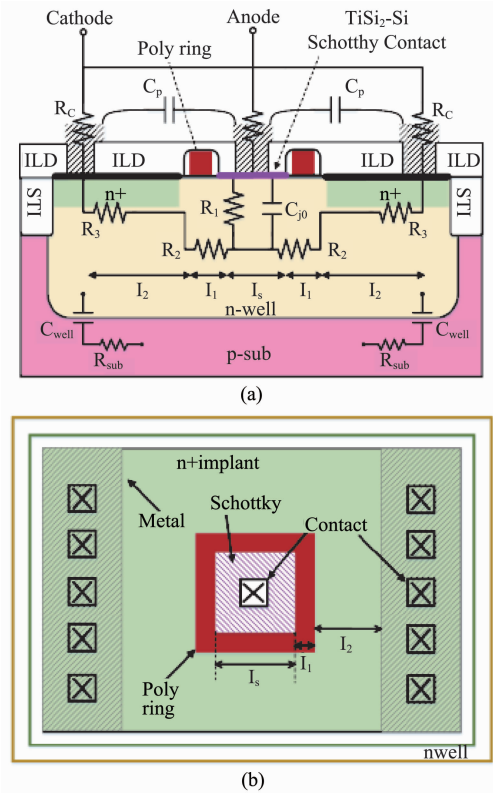 Cathode Anode TiSi2-Si
Poly ring Schotthy Contact
Cp Cp
RC RC
ILD ILD ILD ILD
STI n+ R1 Cj0 n+ STI
R3 R2 R2 R3
I2 I1 Is I1 I2
n-well
Cwell Cwell
Rsub p-sub Rsub
(a)
n+implant
Schottky
Metal Contact
I2
I1
Is
Poly
ring
nwell
(b)